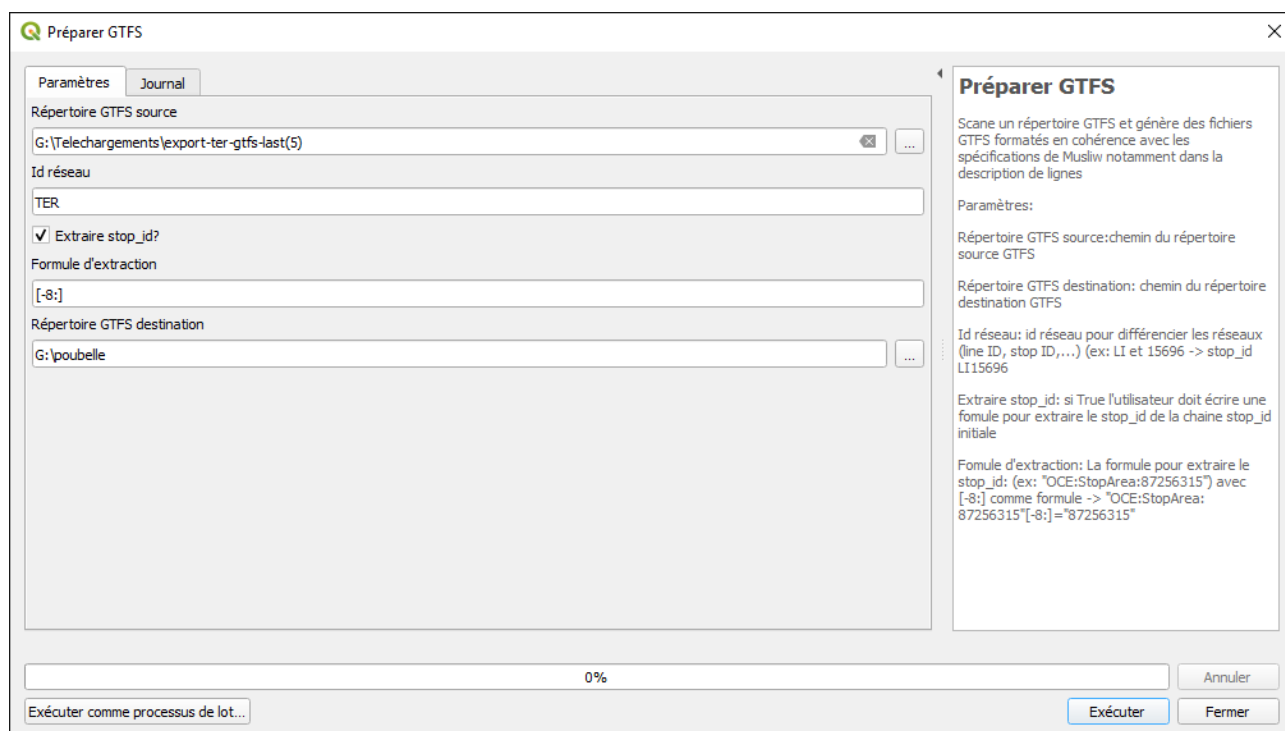 Préparer GTFS
Paramètres
Journal
Répertoire GTFS source
G:\Telechargements\export-ter-gtfs-last(5)
...
Id réseau
TER
Extraire stop_id?
Formule d'extraction
[-8:]
Répertoire GTFS destination
G:\poubelle
...
Préparer GTFS
Scane un répertoire GTFS et génère des fichiers
GTFS formatés en cohérence avec les
spécifications de Musliw notamment dans la
description de lignes
Paramètres:
Répertoire GTFS source:chemin du répertoire
source GTFS
Répertoire GTFS destination: chemin du répertoire
destination GTFS
Id réseau: id réseau pour différencier les réseaux
(line ID, stop ID,...) (ex: LI et 15696 -> stop_id
LI15696
Extraire stop_id: si True l'utilisateur doit écrire une
fomule pour extraire le stop_id de la chaine stop_id
initiale
Fomule d'extraction: La formule pour extraire le
stop_id: (ex: "OCE:StopArea:87256315") avec
[-8:] comme formule -> "OCE:StopArea:
87256315"[-8:]="87256315"
0%
Annuler
Exécuter comme processus de lot...
Exécuter
Fermer